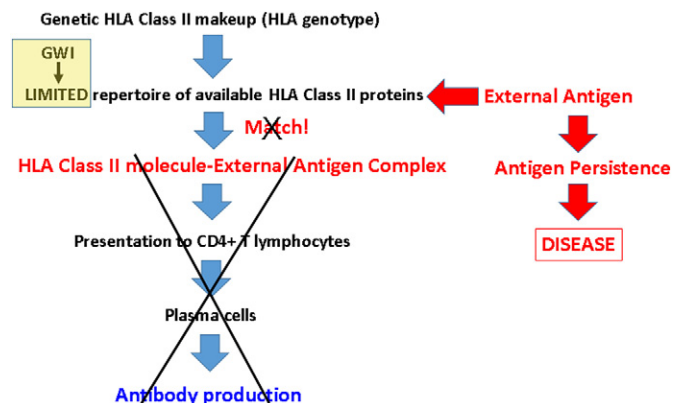 Genetic HLA Class II makeup (HLA genotype)
GWI
LIMITED repertoire of available HLA Class II proteins
External Antigen
Match!
HLA Class II molecule-External Antigen Complex
Antigen Persistence
Presentation to CD4+ T lymphocytes
DISEASE
Plasma cells
Antibody production